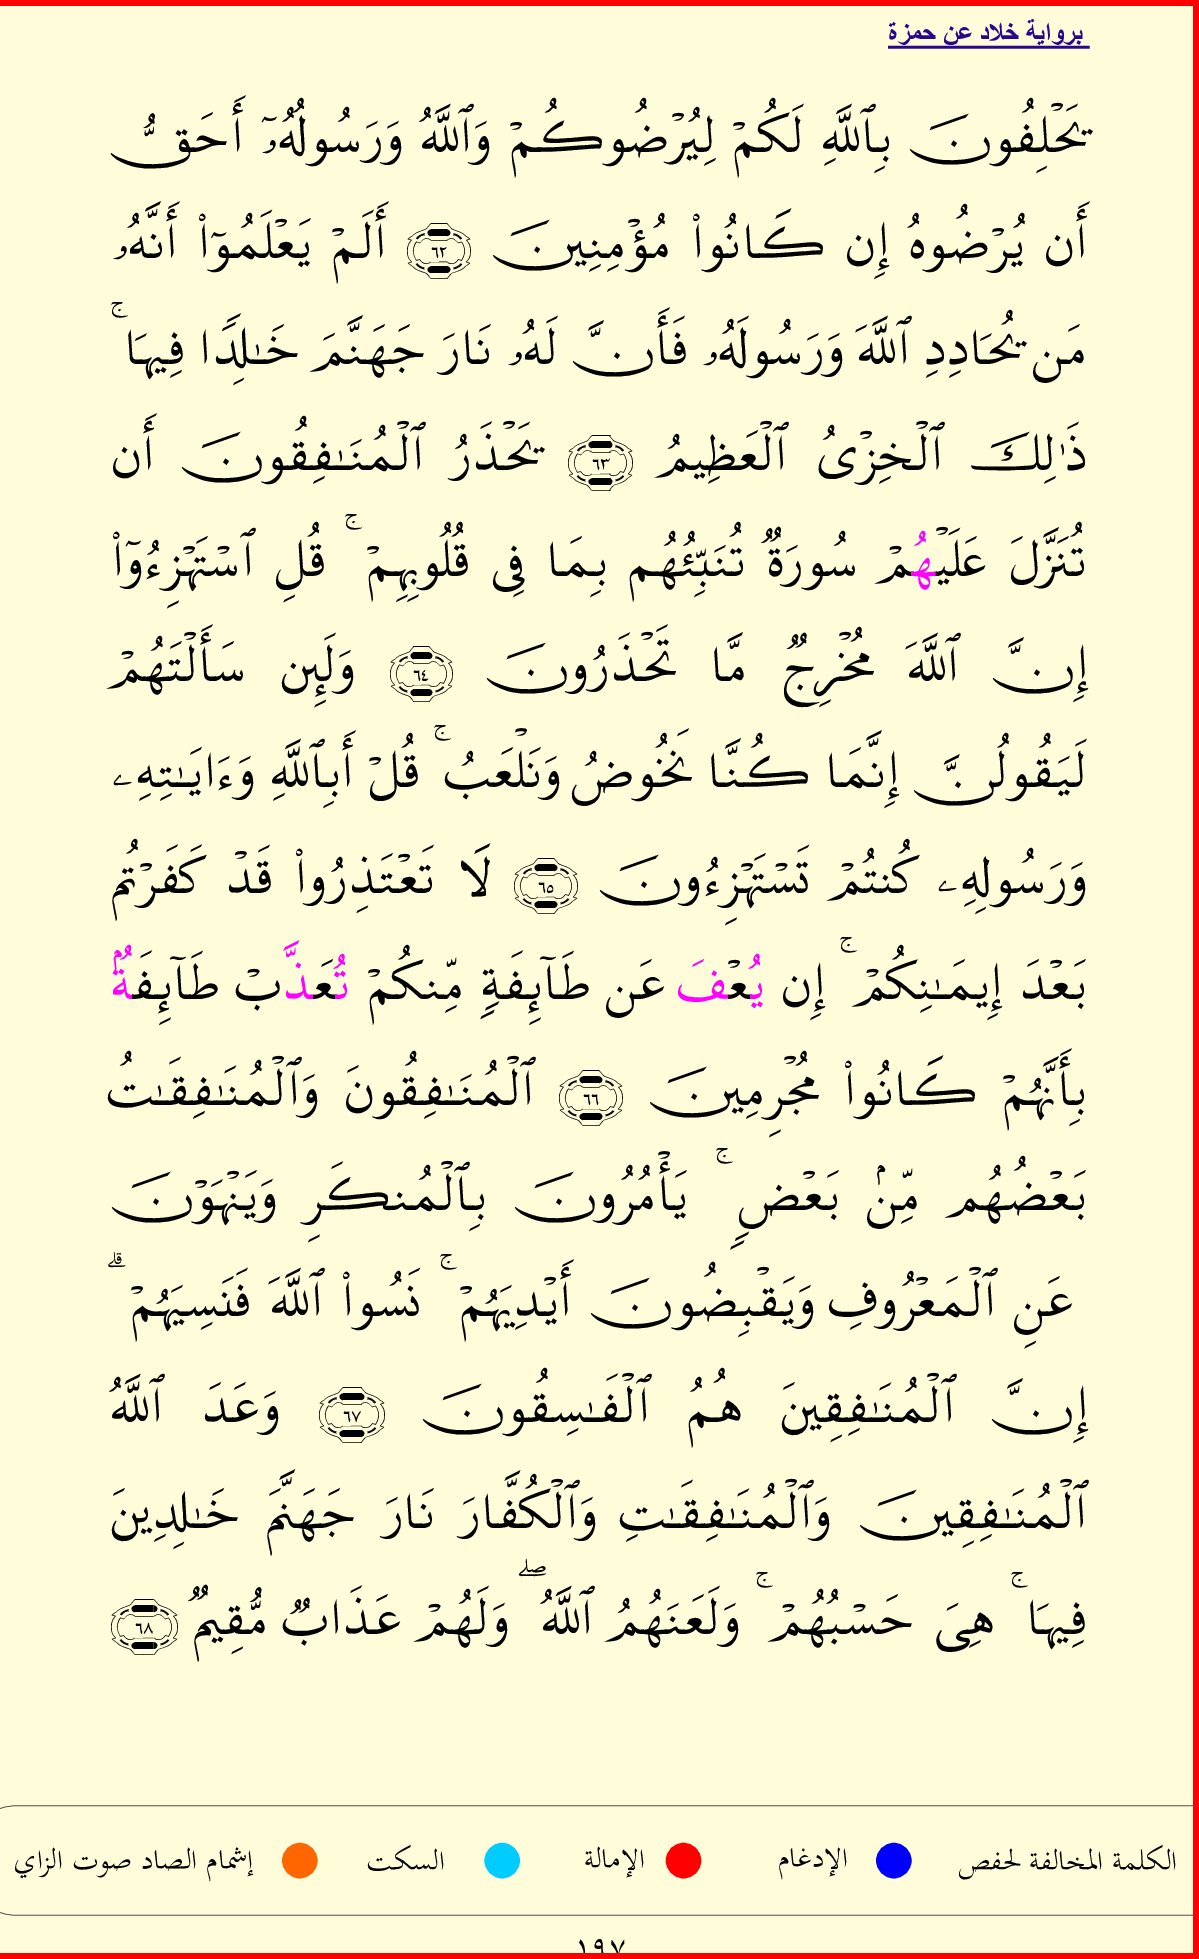 برواية خلاد عن حمزة
يَحْلِفُونَ بِٱللَّهِ لَكُمْ لِيُرْضُوكُمْ وَٱللَّهُ وَرَسُولُهُۥٓ أَحَقُّ
أَن يُرْضُوهُ إِن كَانُوا۟ مُؤْمِنِينَ ٦٢ أَلَمْ يَعْلَمُوٓا۟ أَنَّهُۥ
مَن يُحَادِدِ ٱللَّهَ وَرَسُولَهُۥ فَأَنَّ لَهُۥ نَارَ جَهَنَّمَ خَـٰلِدًا فِيهَا ۚ
ذَٰلِكَ ٱلْخِزْىُ ٱلْعَظِيمُ ٦٣ يَحْذَرُ ٱلْمُنَـٰفِقُونَ أَن
تُنَزَّلَ عَلَيْهُمْ سُورَةٌ تُنَبِّئُهُم بِمَا فِى قُلُوبِهِمْ ۚ قُلِ ٱسْتَهْزِءُوٓا۟
إِنَّ ٱللَّهَ مُخْرِجٌ مَّا تَحْذَرُونَ ٦٤ وَلَئِن سَأَلْتَهُمْ
لَيَقُولُنَّ إِنَّمَا كُنَّا نَخُوضُ وَنَلْعَبُ ۚ قُلْ أَبِٱللَّهِ وَءَايَـٰتِهِۦ
وَرَسُولِهِۦ كُنتُمْ تَسْتَهْزِءُونَ ٦٥ لَا تَعْتَذِرُوا۟ قَدْ كَفَرْتُم
بَعْدَ إِيمَـٰنِكُمْ ۚ إِن يُعْفَ عَن طَآئِفَةٍ مِّنكُمْ تُعَذَّبْ طَآئِفَةٌۢ
بِأَنَّهُمْ كَانُوا۟ مُجْرِمِينَ ٦٦ ٱلْمُنَـٰفِقُونَ وَٱلْمُنَـٰفِقَـٰتُ
بَعْضُهُم مِّنۢ بَعْضٍ ۚ يَأْمُرُونَ بِٱلْمُنكَرِ وَيَنْهَوْنَ
عَنِ ٱلْمَعْرُوفِ وَيَقْبِضُونَ أَيْدِيَهُمْ ۚ نَسُوا۟ ٱللَّهَ فَنَسِيَهُمْ ۗ
إِنَّ ٱلْمُنَـٰفِقِينَ هُمُ ٱلْفَـٰسِقُونَ ٦٧ وَعَدَ ٱللَّهُ
ٱلْمُنَـٰفِقِينَ وَٱلْمُنَـٰفِقَـٰتِ وَٱلْكُفَّارَ نَارَ جَهَنَّمَ خَـٰلِدِينَ
فِيهَا ۚ هِىَ حَسْبُهُمْ ۚ وَلَعَنَهُمُ ٱللَّهُ ۖ وَلَهُمْ عَذَابٌ مُّقِيمٌ ٦٨
الكلمة المخالفة لحفص الإدغام الإمالة السكت إشمام الصاد صوت الزاي
١٩٧